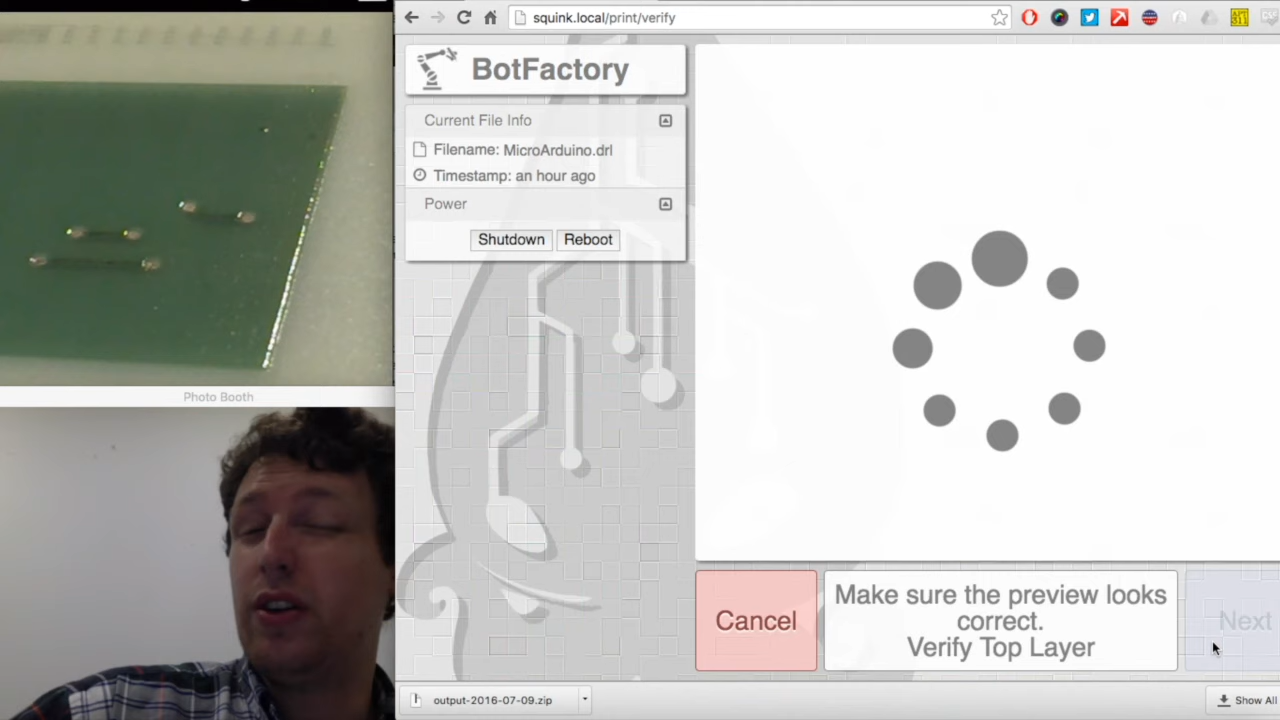 squink.local/print/verify
BotFactory
Current File Info
Filename: MicroArduino.drl
Timestamp: an hour ago
Power
Shutdown Reboot
Photo Booth
Cancel
Make sure the preview looks
correct.
Verify Top Layer
Next
output-2016-07-09.zip
Show All